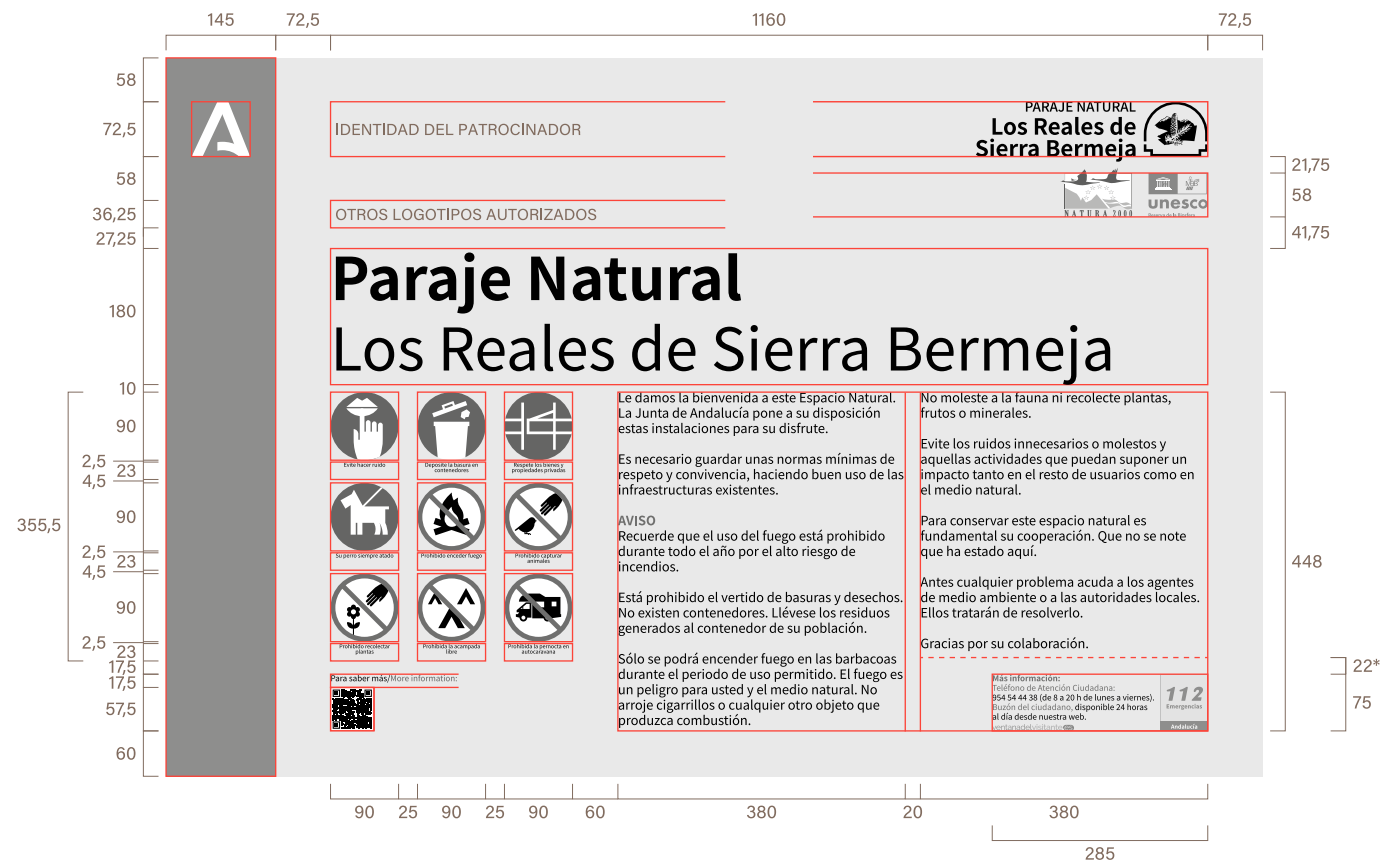 145
72,5
1160
72,5
58
72,5
58
36,25
27,25
180
10
90
2,5
23
4,5
90
2,5
23
4,5
90
2,5
23
17,5
17,5
57,5
60
355,5
IDENTIDAD DEL PATROCINADOR
PARAJE NATURAL
Los Reales de
Sierra Bermeja
OTROS LOGOTIPOS AUTORIZADOS
NATURA 2000
unesco
21,75
58
41,75
Paraje Natural
Los Reales de Sierra Bermeja
Evite hacer ruido
Deposite la basura en
contenedores
Respete los bienes y
propiedades privadas
Su perro siempre atado
Prohibido enceder fuego
Prohibido capturar
animales
Prohibido recolectar
plantas
Prohibida la acampada
libre
Prohibida la pernocta en
autocaravana
Para saber más/More information:
Le damos la bienvenida a este Espacio Natural.
La Junta de Andalucía pone a su disposición
estas instalaciones para su disfrute.
Es necesario guardar unas normas mínimas de
respeto y convivencia, haciendo buen uso de las
infraestructuras existentes.
AVISO
Recuerde que el uso del fuego está prohibido
durante todo el año por el alto riesgo de
incendios.
Está prohibido el vertido de basuras y desechos.
No existen contenedores. Llévese los residuos
generados al contenedor de su población.
Sólo se podrá encender fuego en las barbacoas
durante el periodo de uso permitido. El fuego es
un peligro para usted y el medio natural. No
arroje cigarrillos o cualquier otro objeto que
produzca combustión.
No moleste a la fauna ni recolecte plantas,
frutos o minerales.
Evite los ruidos innecesarios o molestos y
aquellas actividades que puedan suponer un
impacto tanto en el resto de usuarios como en
el medio natural.
Para conservar este espacio natural es
fundamental su cooperación. Que no se note
que ha estado aquí.
Antes cualquier problema acuda a los agentes
de medio ambiente o a las autoridades locales.
Ellos tratarán de resolverlo.
Gracias por su colaboración.
Más información:
Teléfono de Atención Ciudadana:
954 54 44 38 (de 8 a 20 h de lunes a viernes).
Buzón del ciudadano, disponible 24 horas
al día desde nuestra web.
ventanadelvisitante
112
Emergencias
Andalucía
448
22*
75
90
25
90
25
90
60
380
20
380
285